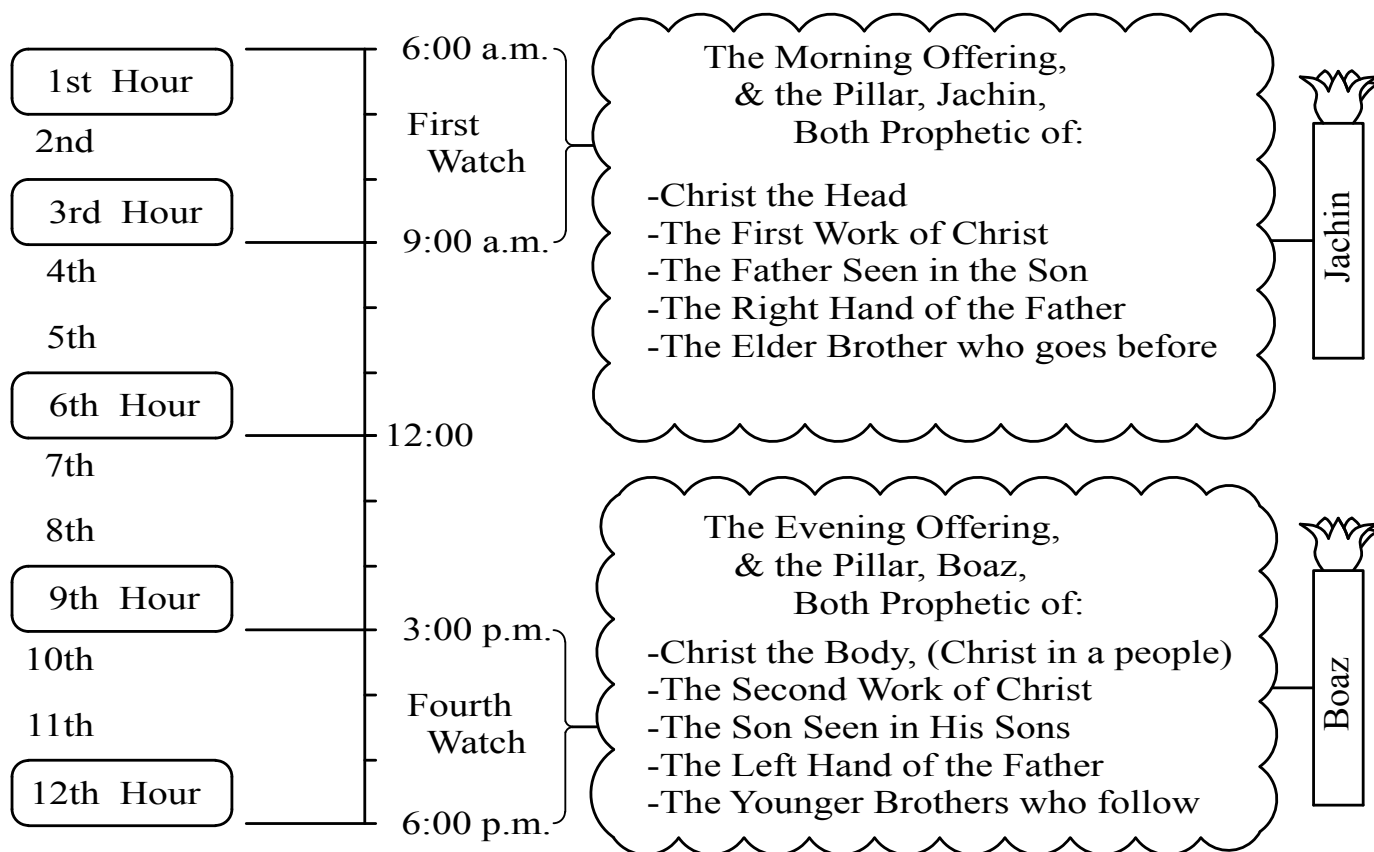 1st Hour
2nd
3rd Hour
4th
5th
6th Hour
7th
8th
9th Hour
10th
11th
12th Hour
6:00 a.m.
First
Watch
9:00 a.m.
12:00
3:00 p.m.
Fourth
Watch
6:00 p.m.
The Morning Offering,
& the Pillar, Jachin,
Both Prophetic of:
-Christ the Head
-The First Work of Christ
-The Father Seen in the Son
-The Right Hand of the Father
-The Elder Brother who goes before
Jachin
The Evening Offering,
& the Pillar, Boaz,
Both Prophetic of:
-Christ the Body, (Christ in a people)
-The Second Work of Christ
-The Son Seen in His Sons
-The Left Hand of the Father
-The Younger Brothers who follow
Boaz